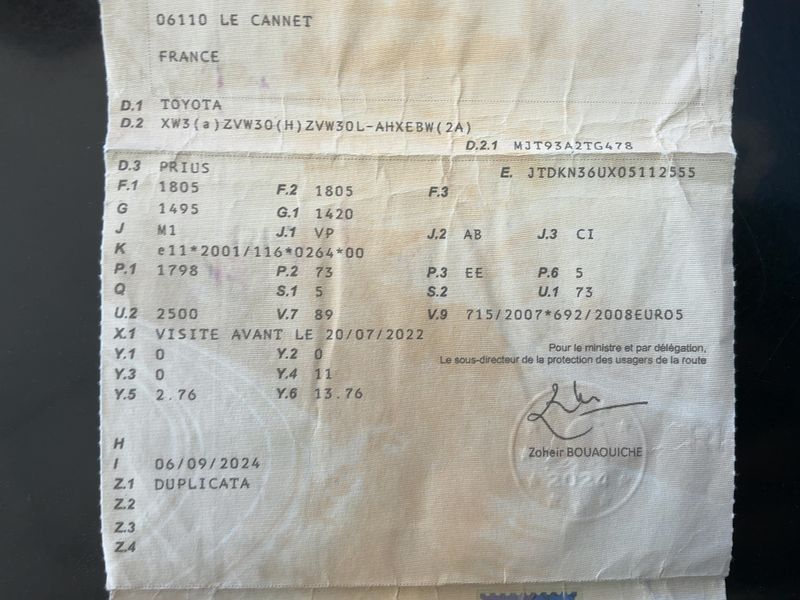 06110 LE CANNET
FRANCE
D.1 TOYOTA
D.2 XW3(a)ZVW30(H)ZVW30L-AHXEBW(2A)
D.2.1 MJT93A2TG478
D.3 PRIUS E. JTDKN36UX05112555
F.1 1805 F.2 1805 F.3
G 1495 G.1 1420
J M1 J.1 VP J.2 AB J.3 CI
K e11*2001/116*0264*00
P.1 1798 P.2 73 P.3 EE P.6 5
Q S.1 5 S.2 U.1 73
U.2 2500 V.7 89 V.9 715/2007*692/2008EURO5
X.1 VISITE AVANT LE 20/07/2022
Pour le ministre et par délégation,
Le sous-directeur de la protection des usagers de la route
Y.1 0 Y.2 0
Y.3 0 Y.4 11
Y.5 2.76 Y.6 13.76
Zoheir BOUAOUICHE
H
I 06/09/2024
Z.1 DUPLICATA
2024
Z.2
Z.3
Z.4